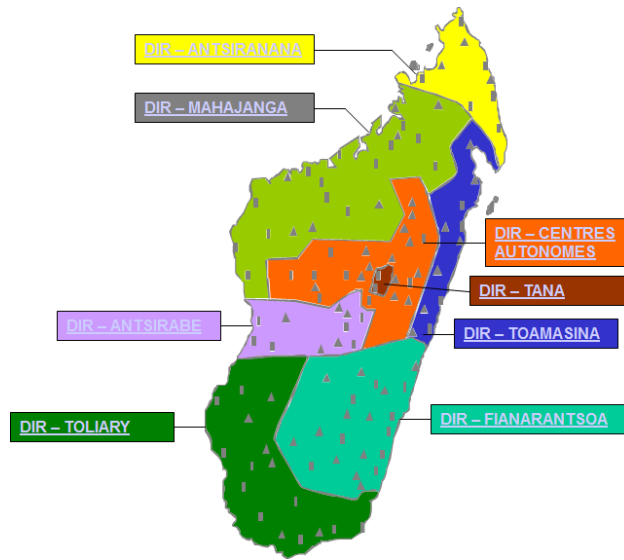 DIR – ANTSIRANANA
DIR – MAHAJANGA
DIR – CENTRES
AUTONOMES
DIR – TANA
DIR – ANTSIRABE
DIR – TOAMASINA
DIR – TOLIARY
DIR – FIANARANTSOA